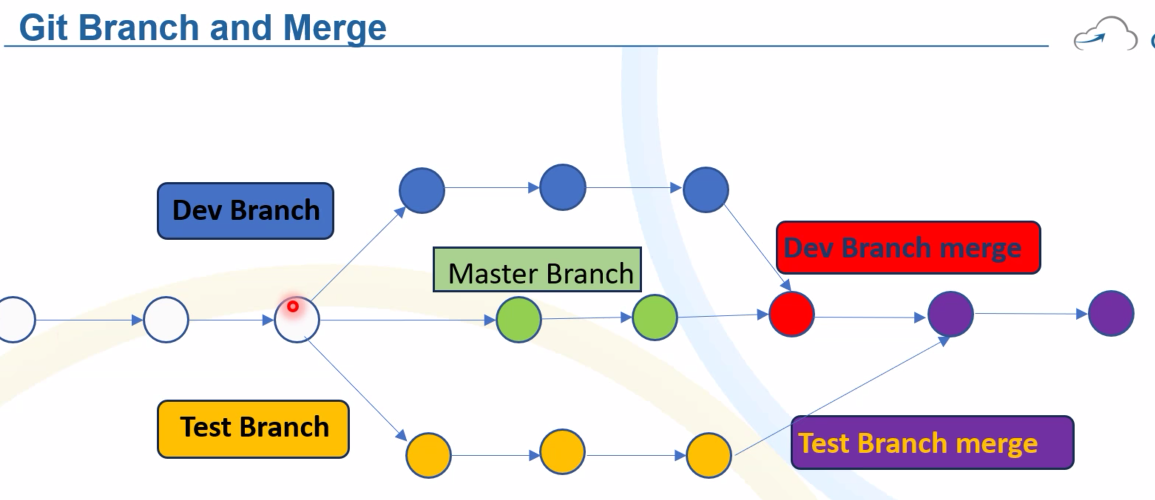 Git Branch and Merge
Dev Branch
Dev Branch merge
Master Branch
Test Branch
Test Branch merge